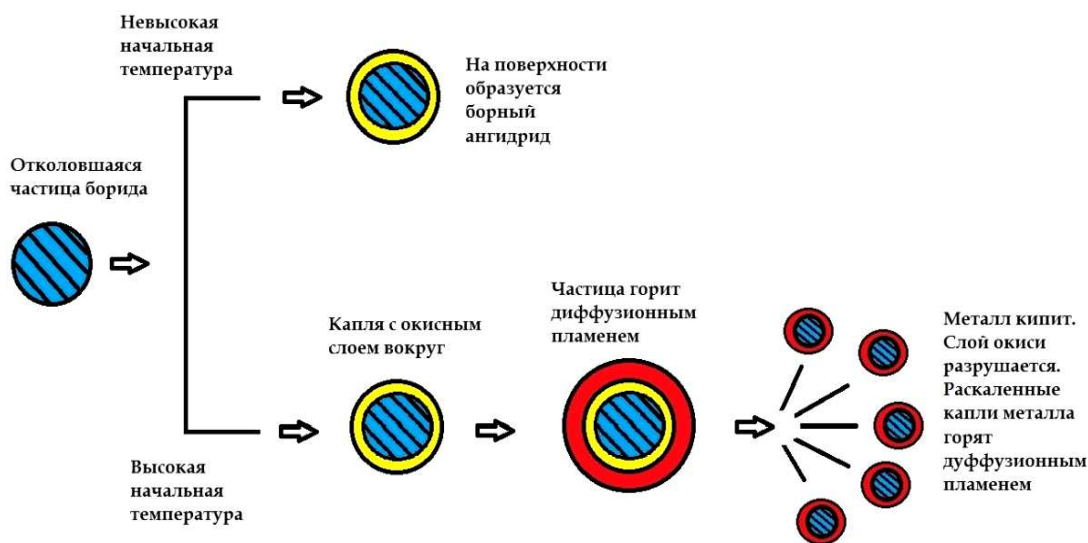 Невысокая
начальная
температура
На поверхности
образуется
борный
ангидрид
Отколовшаяся
частица борида
Капля с окисным
слоем вокруг
Частица горит
диффузионным
пламенем
Металл кипит.
Слой окиси
разрушается.
Раскаленные
капли металла
горят
дуффузионным
пламенем
Высокая
начальная
температура